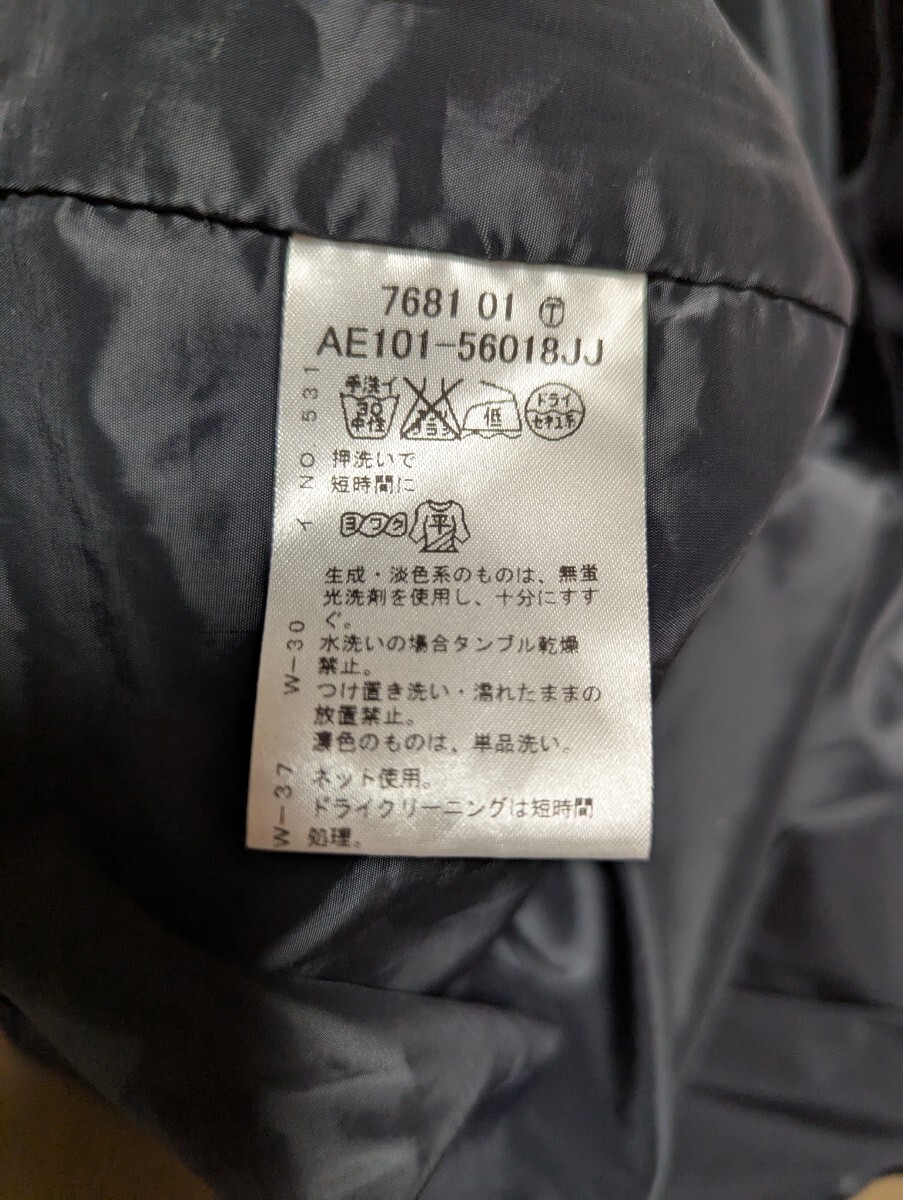 7681 01 Ⓣ
AE101-56018JJ
手洗イ
30
中性
エンソ
サラシ
低
ドライ
セキユ系
押洗いで
短時間に
ヨワク
平
生成・淡色系のものは、無蛍
光洗剤を使用し、十分にすす
ぐ。
水洗いの場合タンブル乾燥
禁止。
つけ置き洗い・濡れたままの
放置禁止。
濃色のものは、単品洗い。
ネット使用。
ドライクリーニングは短時間
処理。
W-37 W-30 イ NO. 531